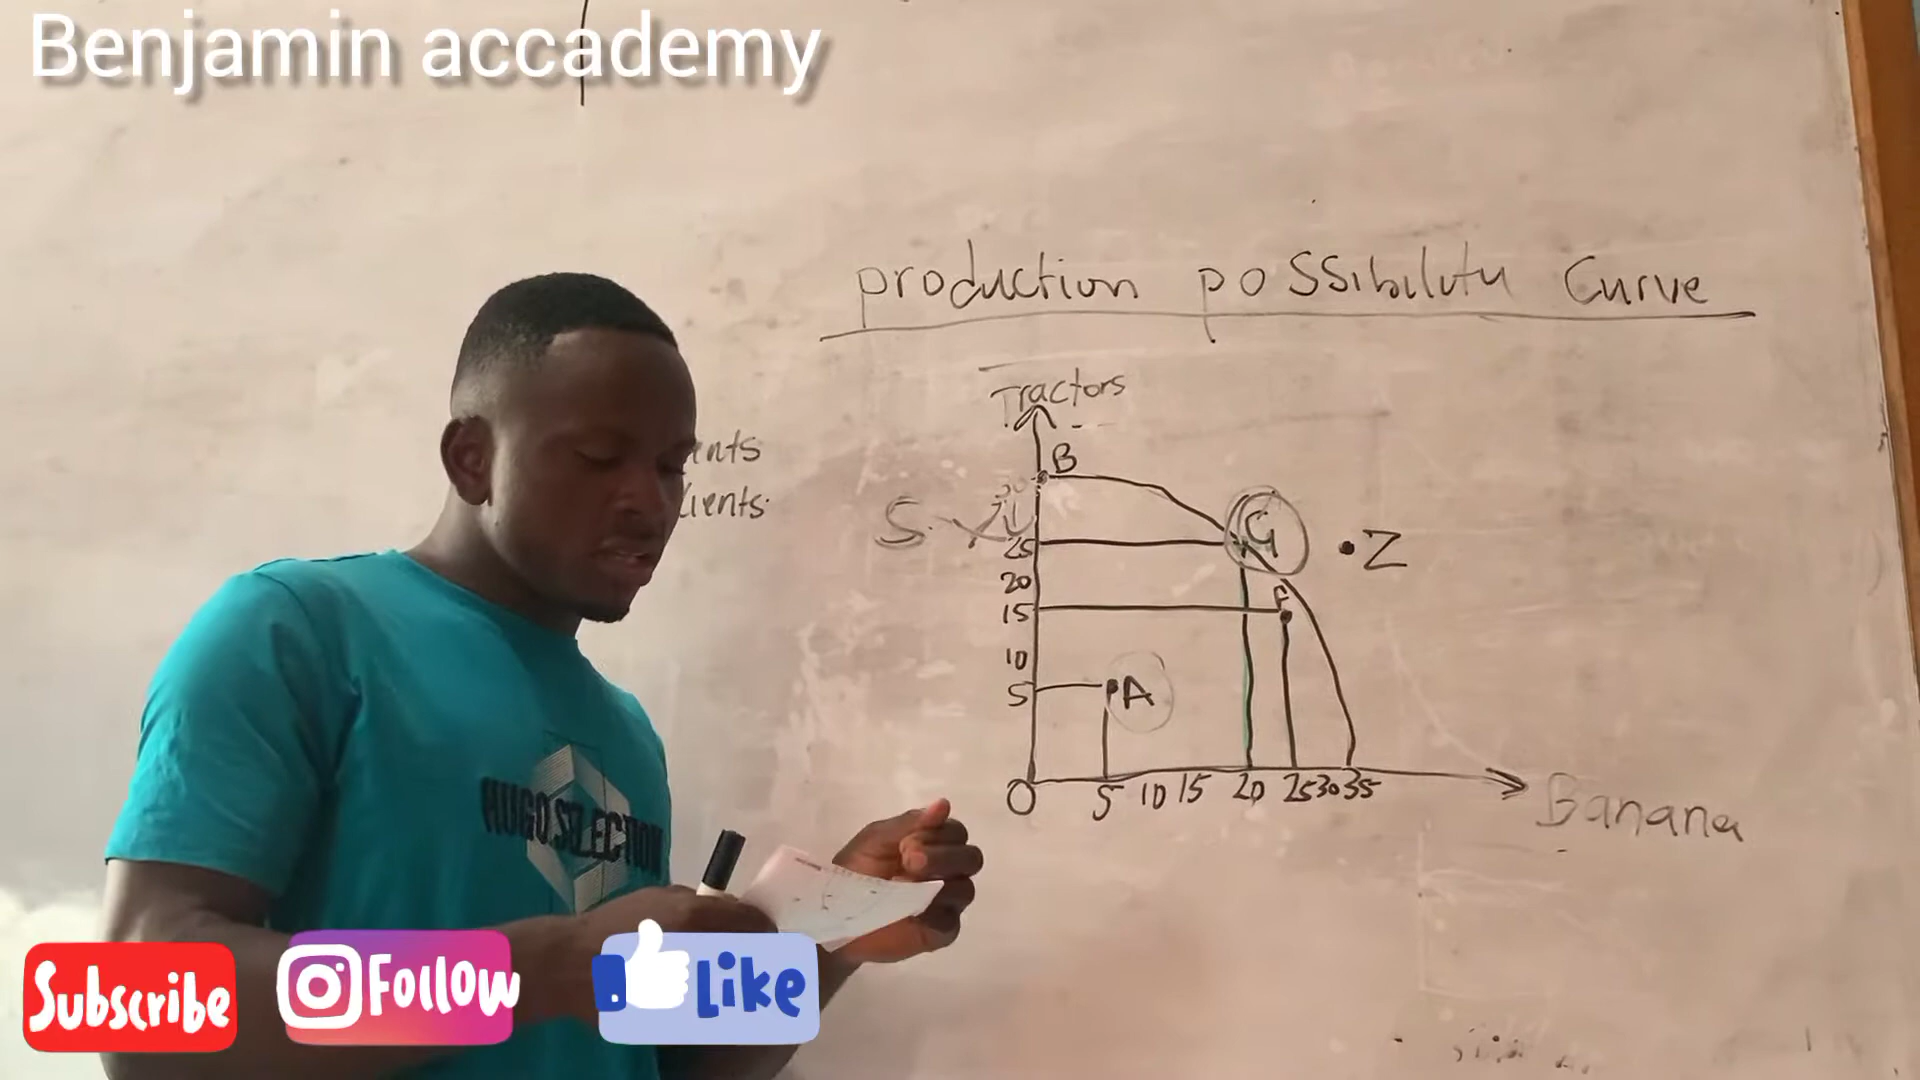 Benjamin accademy
production possibility Curve
Tractors
B
30
S
G
Z
25
20
F
15
10
5
A
O
5 10 15 20 25 30 35
Banana
HUGO.SELECTION
Subscribe
Follow
Like